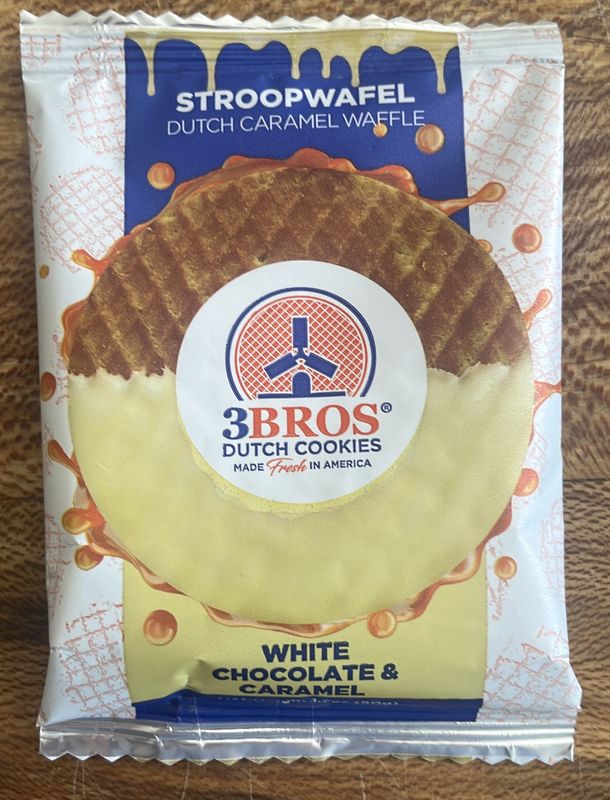 STROOPWAFEL
DUTCH CARAMEL WAFFLE
3BROS®
DUTCH COOKIES
MADE Fresh IN AMERICA
WHITE
CHOCOLATE &
CARAMEL